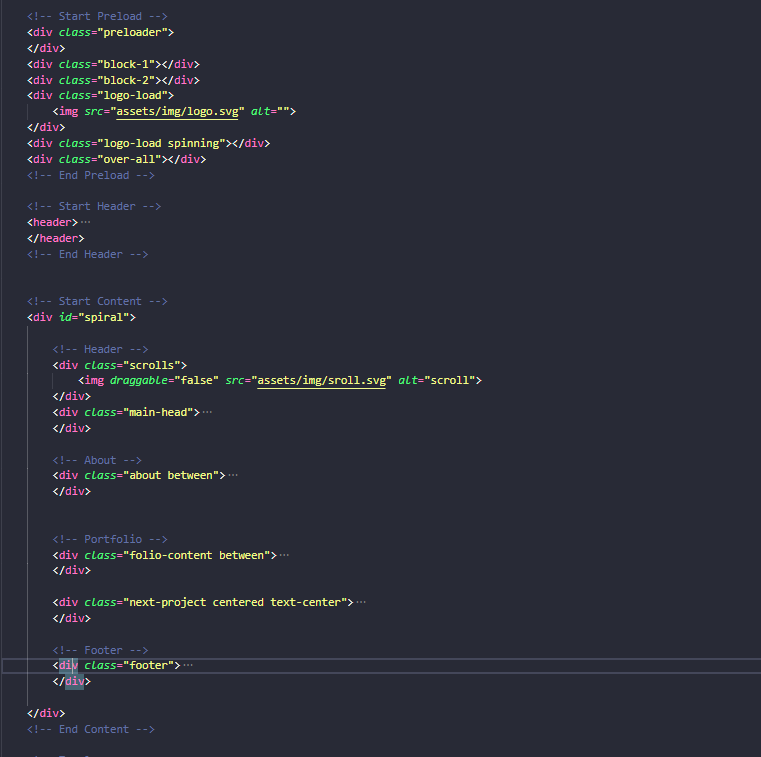 <!-- Start Preload -->
<div class="preloader">
</div>
<div class="block-1"></div>
<div class="block-2"></div>
<div class="logo-load">
<img src="assets/img/logo.svg" alt="">
</div>
<div class="logo-load spinning"></div>
<div class="over-all"></div>
<!-- End Preload -->
<!-- Start Header -->
<header>···
</header>
<!-- End Header -->
<!-- Start Content -->
<div id="spiral">
<!-- Header -->
<div class="scrolls">
<img draggable="false" src="assets/img/sroll.svg" alt="scroll">
</div>
<div class="main-head">···
</div>
<!-- About -->
<div class="about between">···
</div>
<!-- Portfolio -->
<div class="folio-content between">···
</div>
<div class="next-project centered text-center">···
</div>
<!-- Footer -->
<div class="footer">···
</div>
</div>
<!-- End Content -->